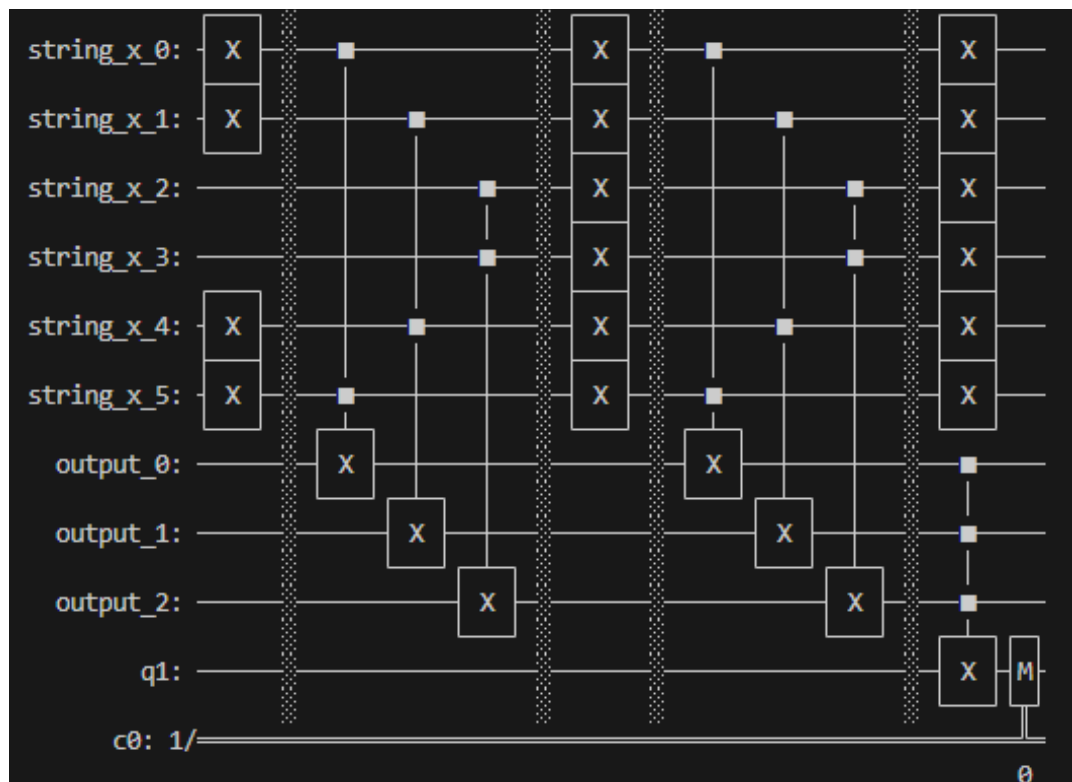 string_x_0: X X X
string_x_1: X X X
string_x_2: X X
string_x_3: X X
string_x_4: X X X
string_x_5: X X X
output_0: X X
output_1: X X
output_2: X X
q1: X M
c0: 1/
0